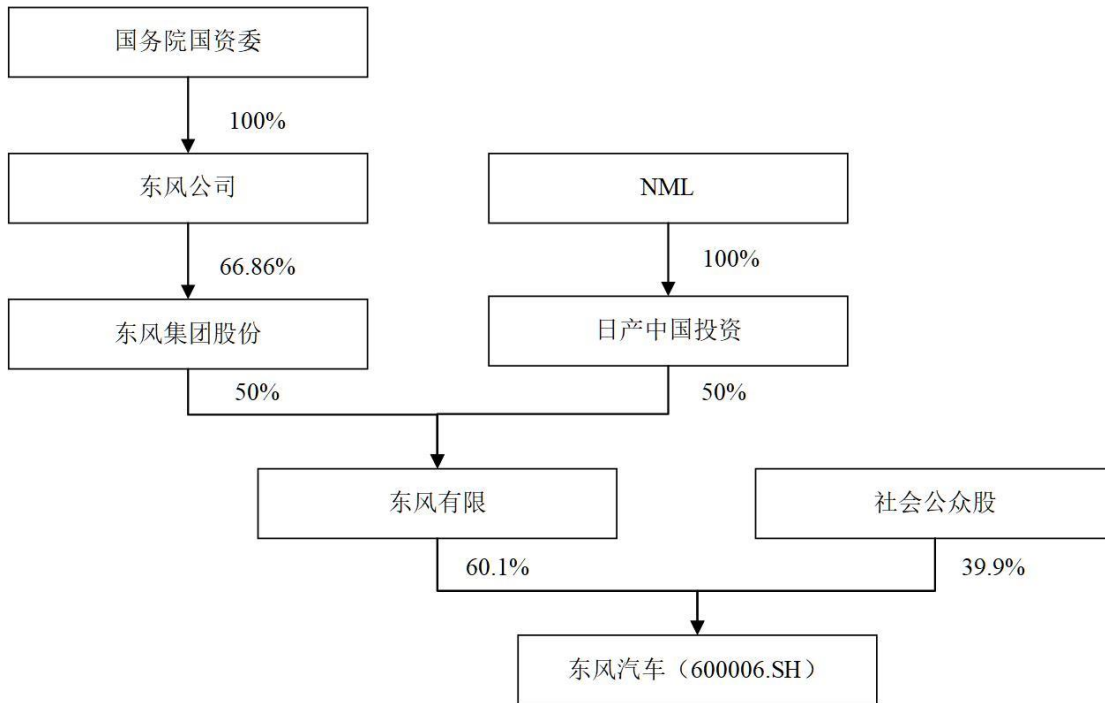 国务院国资委
100%
东风公司
NML
66.86%
100%
东风集团股份
日产中国投资
50%
50%
东风有限
社会公众股
60.1%
39.9%
东风汽车（600006.SH）